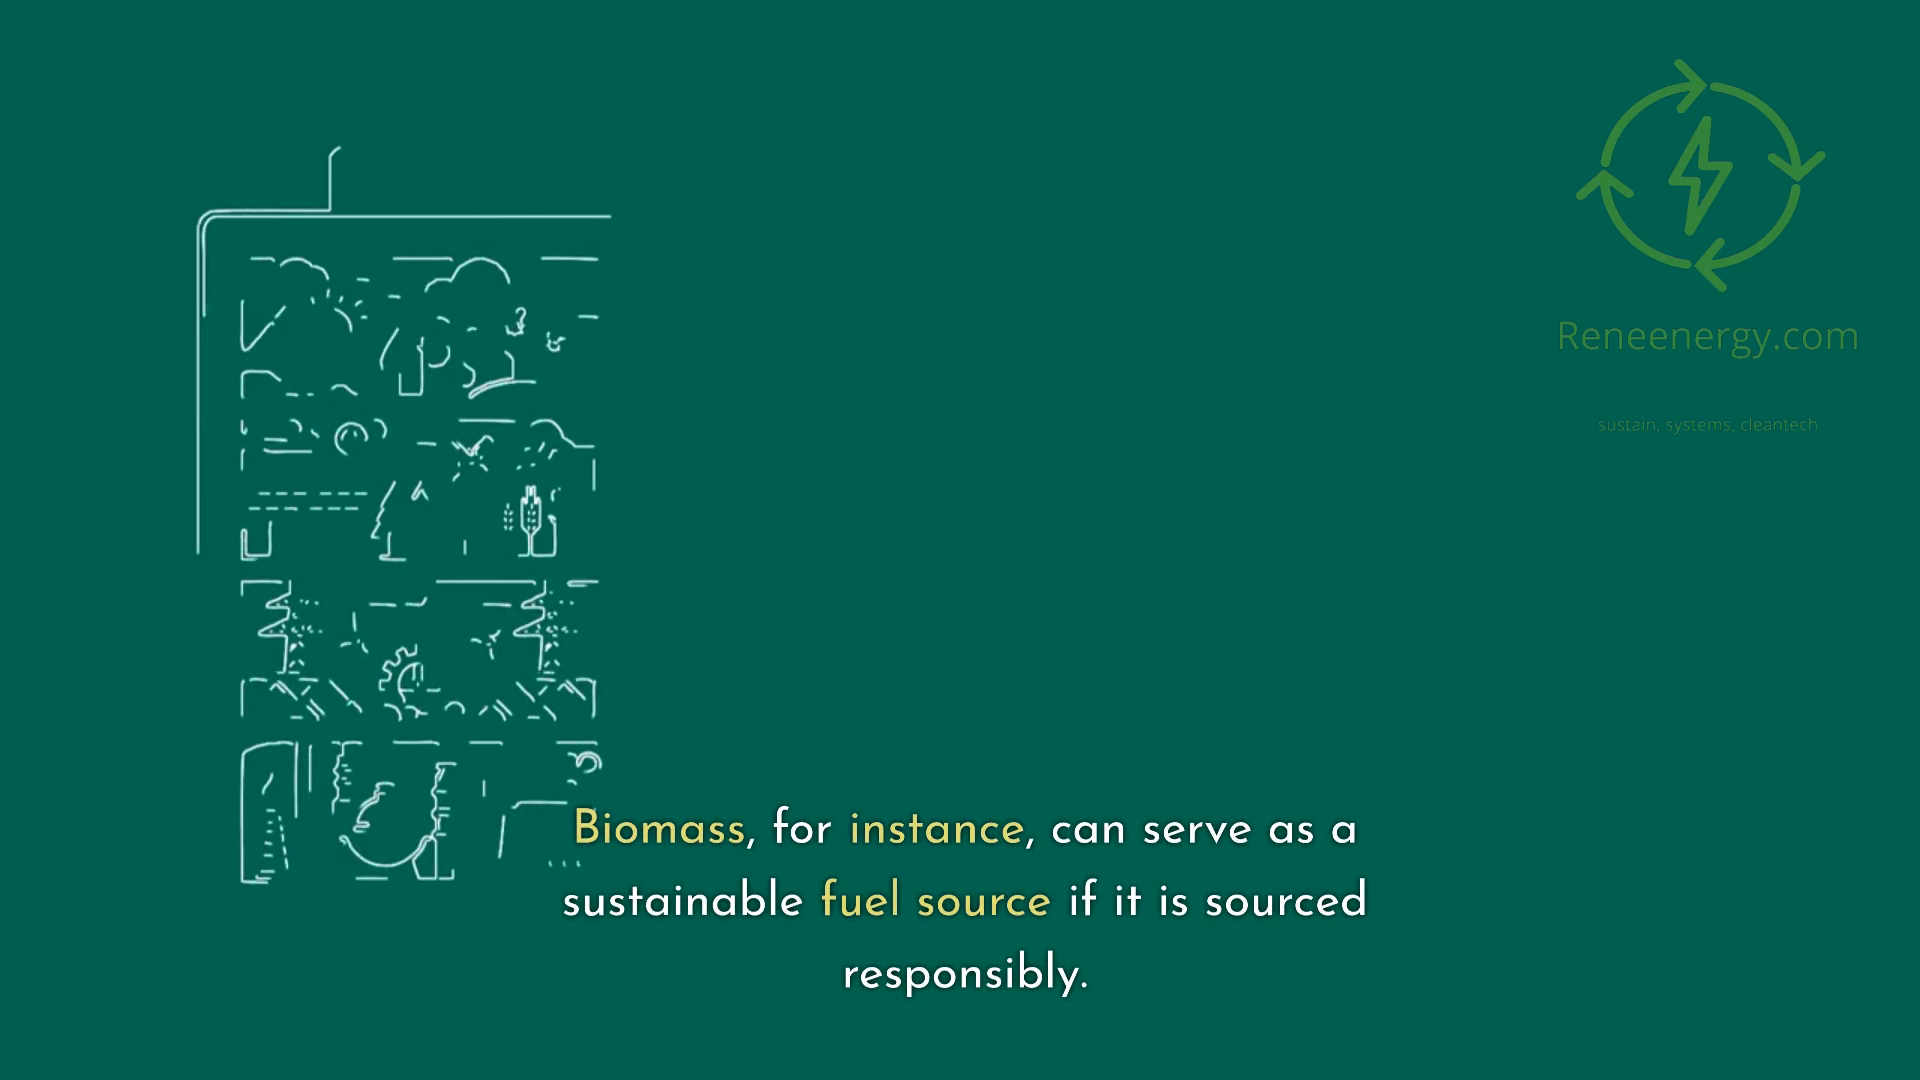 Reneenergy.com
sustain, systems, cleantech
Biomass, for instance, can serve as a
sustainable fuel source if it is sourced
responsibly.